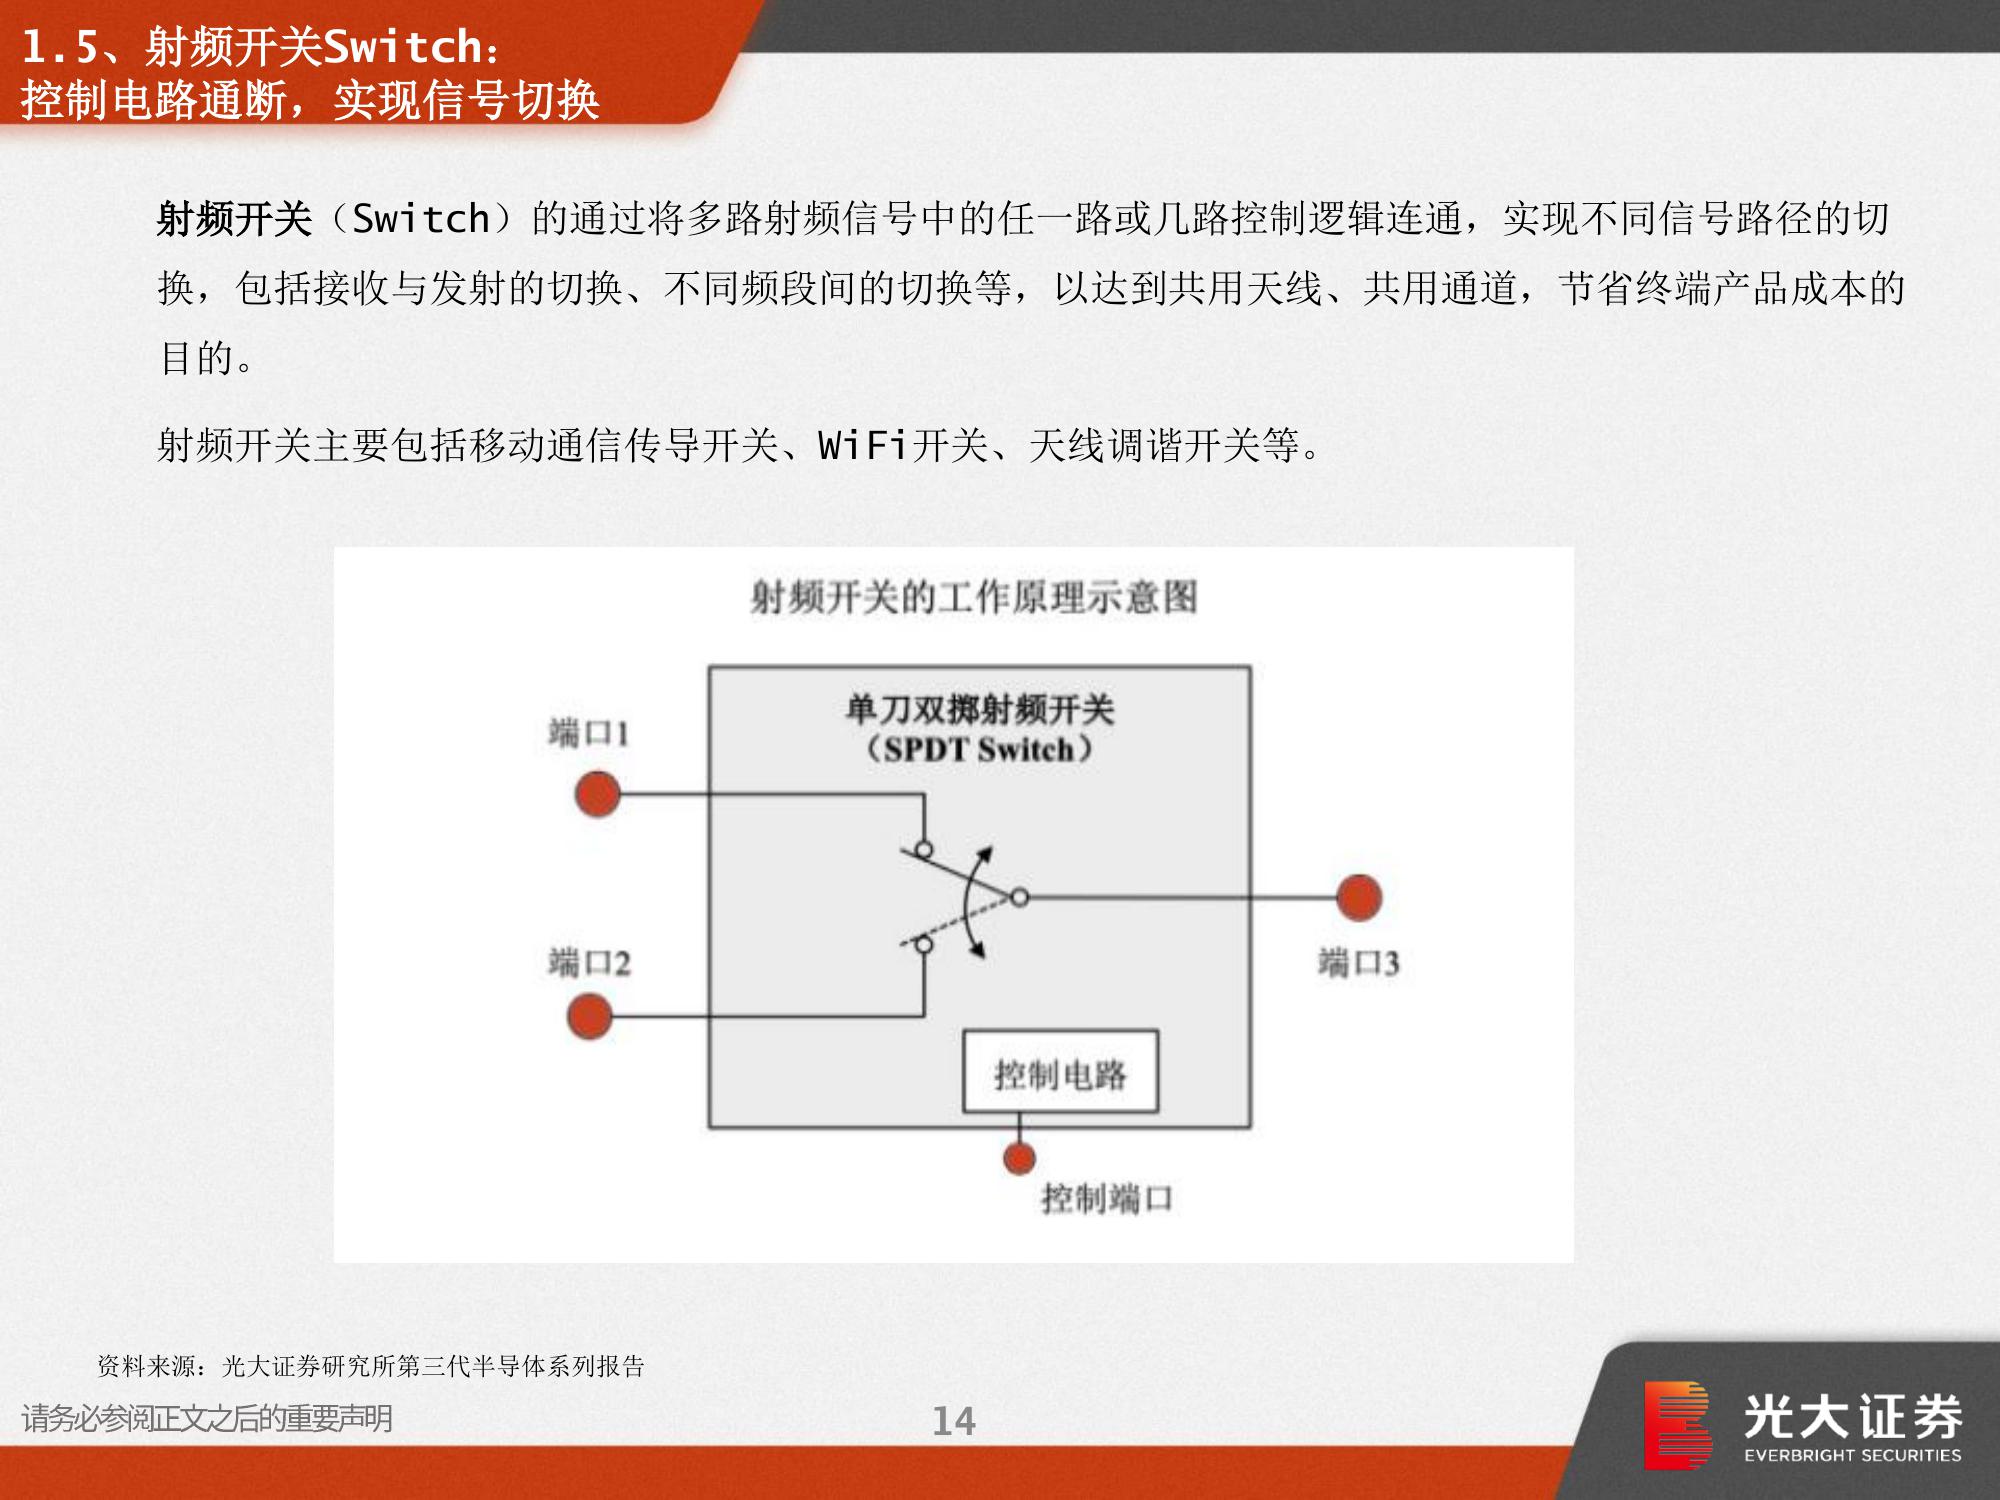 1.5、射频开关Switch：
控制电路通断，实现信号切换
射频开关（Switch）的通过将多路射频信号中的任一路或几路控制逻辑连通，实现不同信号路径的切
换，包括接收与发射的切换、不同频段间的切换等，以达到共用天线、共用通道，节省终端产品成本的
目的。
射频开关主要包括移动通信传导开关、WiFi开关、天线调谐开关等。
射频开关的工作原理示意图
单刀双掷射频开关
（SPDT Switch）
端口1
端口2
端口3
控制电路
控制端口
资料来源：光大证券研究所第三代半导体系列报告
请务必参阅正文之后的重要声明
14
光大证券
EVERBRIGHT SECURITIES